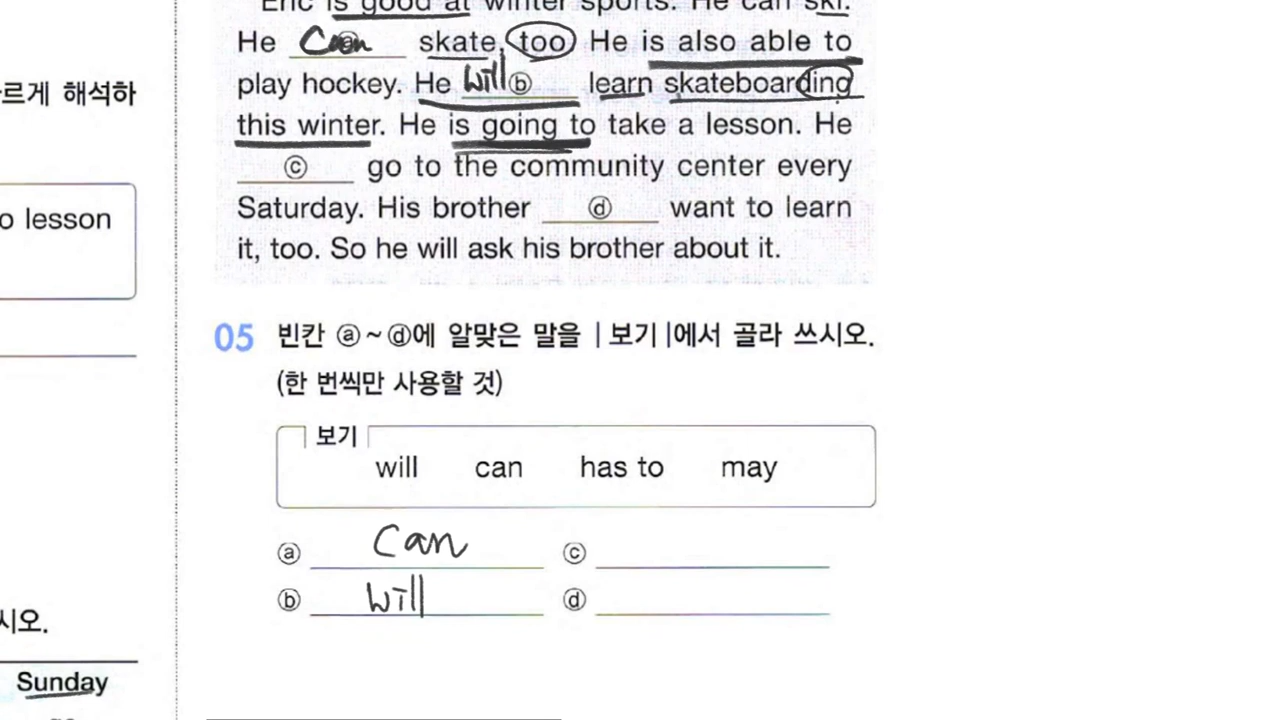 Eric is good at winter sports. He can ski.
He can ⓐ skate, too. He is also able to
play hockey. He will ⓑ learn skateboarding
this winter. He is going to take a lesson. He
ⓒ go to the community center every
Saturday. His brother ⓓ want to learn
it, too. So he will ask his brother about it.
르게 해석하
o lesson
05 빈칸 ⓐ~ⓓ에 알맞은 말을 |보기|에서 골라 쓰시오.
(한 번씩만 사용할 것)
보기
will can has to may
ⓐ can ⓒ
ⓑ will ⓓ
시오.
Sunday